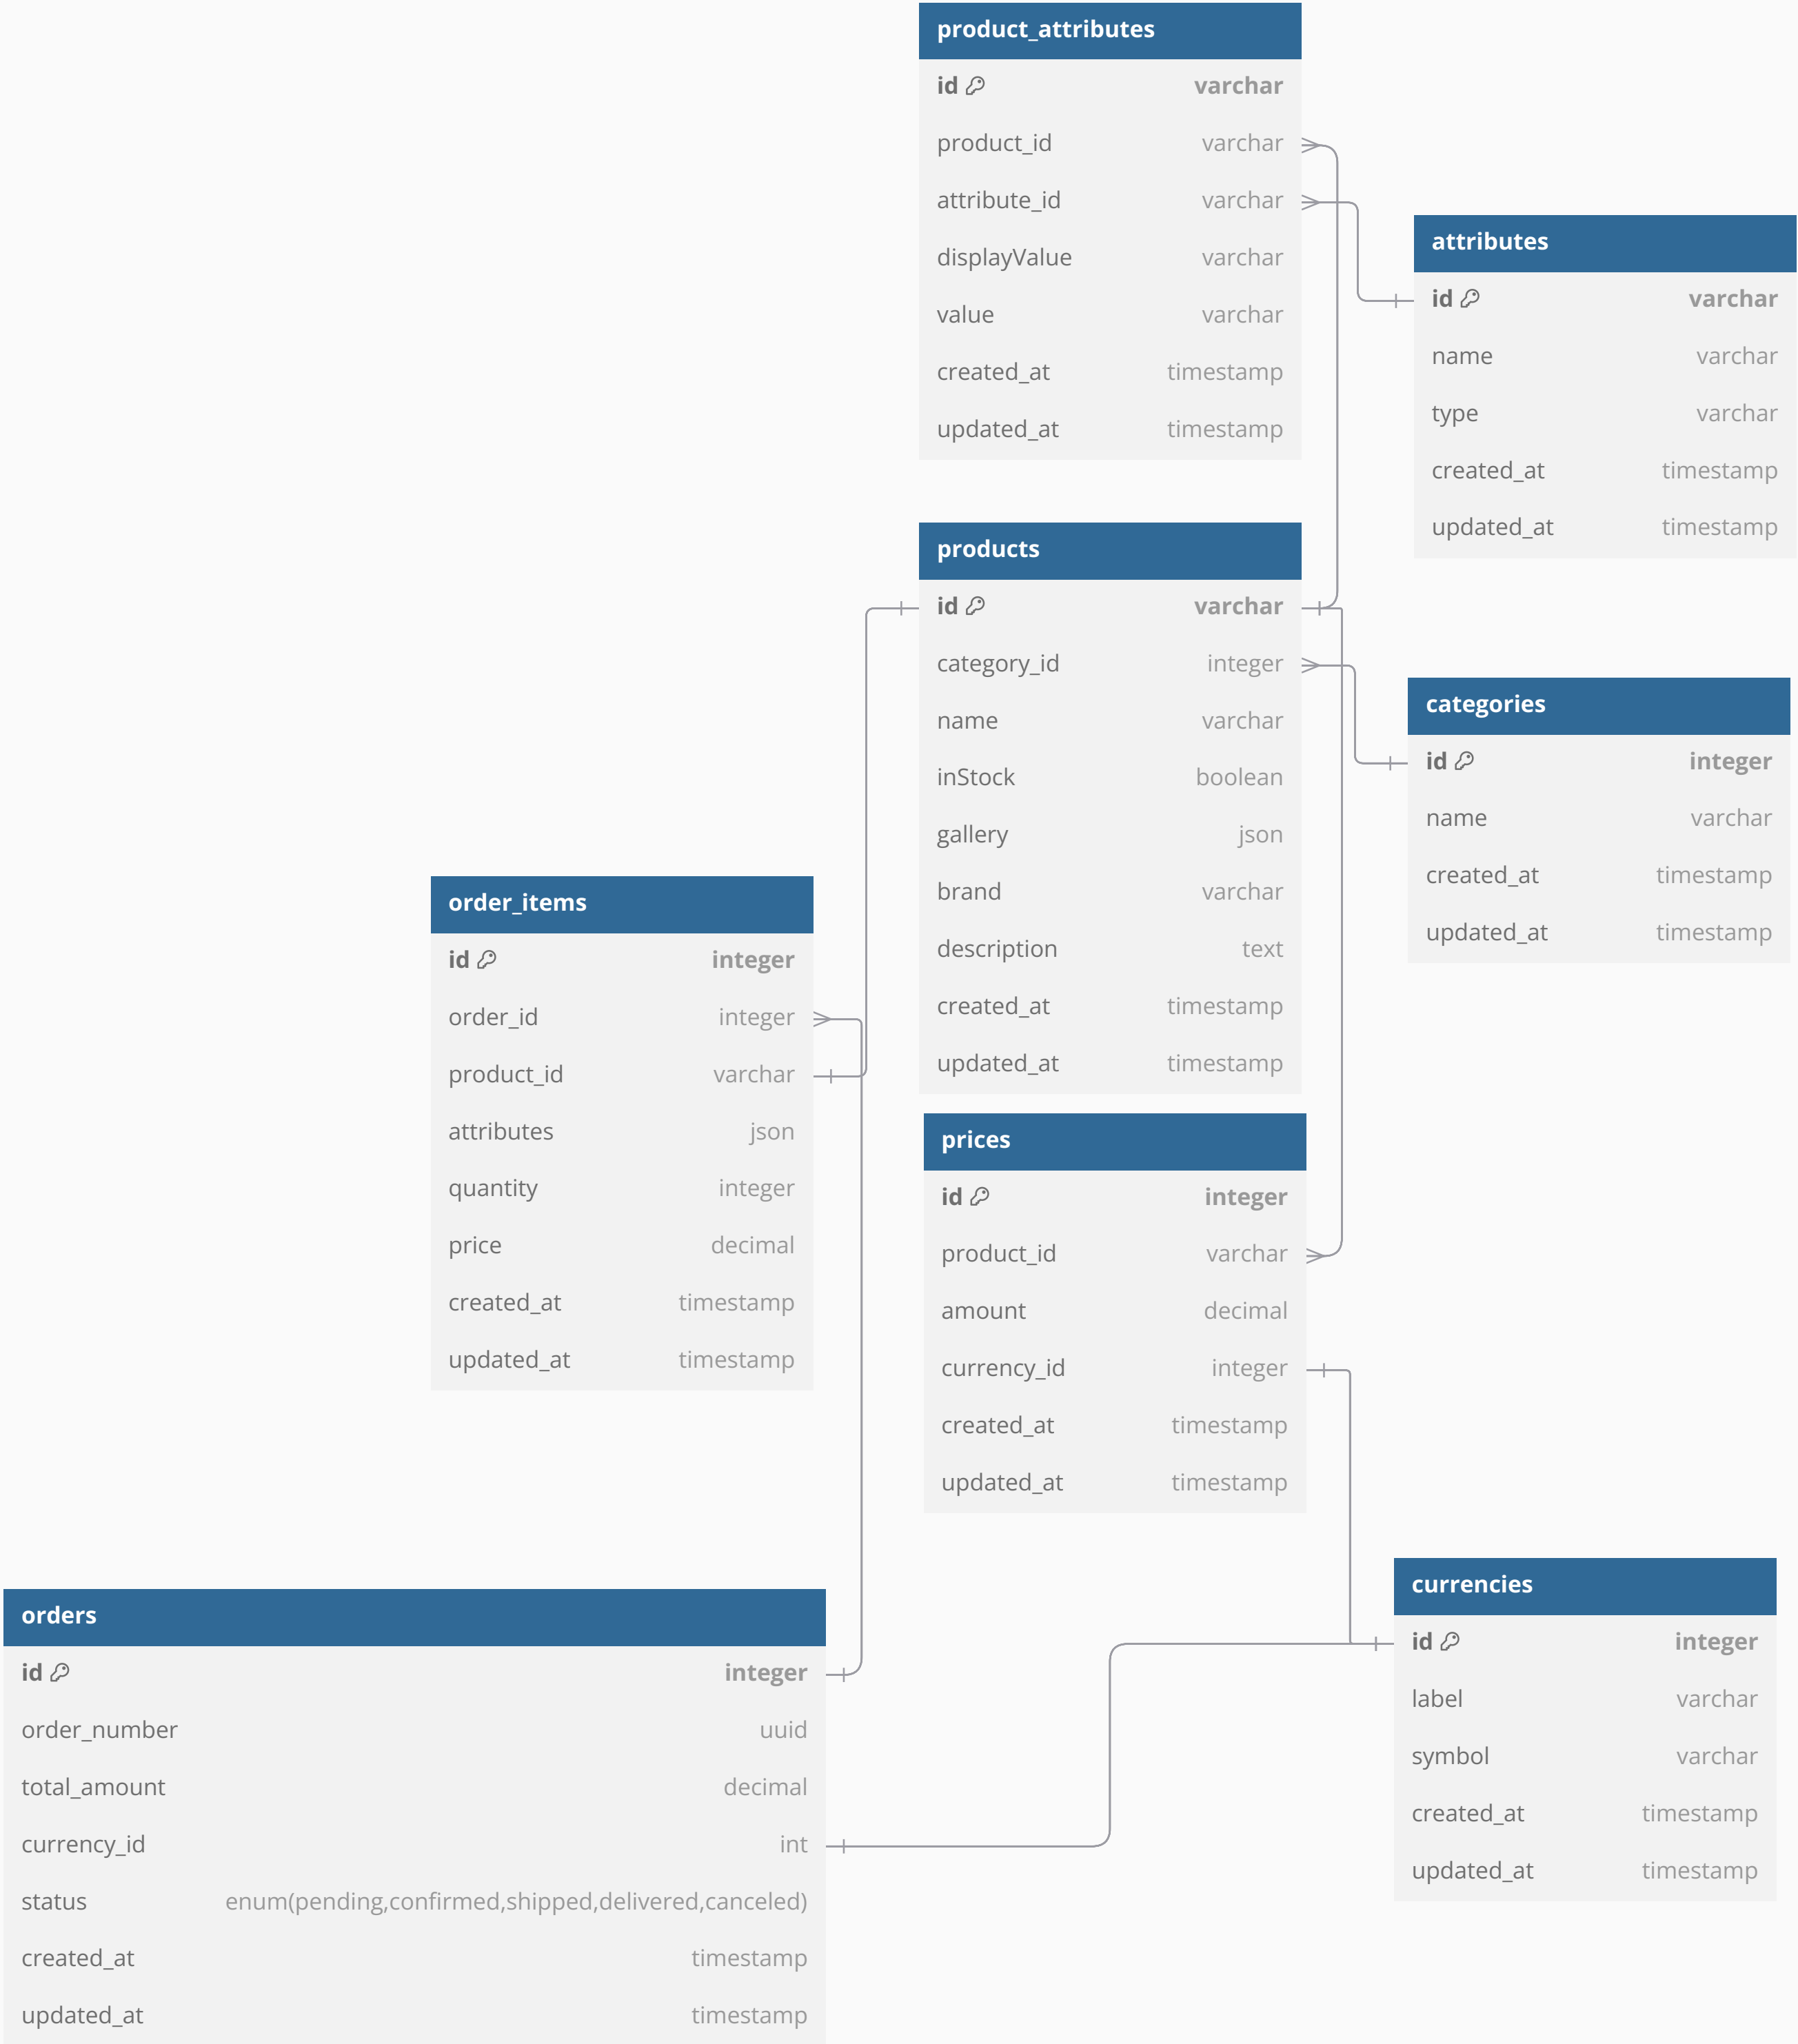 product_attributes
id varchar
product_id varchar
attribute_id varchar
displayValue varchar
value varchar
created_at timestamp
updated_at timestamp
attributes
id varchar
name varchar
type varchar
created_at timestamp
updated_at timestamp
products
id varchar
category_id integer
name varchar
inStock boolean
gallery json
brand varchar
description text
created_at timestamp
updated_at timestamp
categories
id integer
name varchar
created_at timestamp
updated_at timestamp
order_items
id integer
order_id integer
product_id varchar
attributes json
quantity integer
price decimal
created_at timestamp
updated_at timestamp
prices
id integer
product_id varchar
amount decimal
currency_id integer
created_at timestamp
updated_at timestamp
currencies
id integer
label varchar
symbol varchar
created_at timestamp
updated_at timestamp
orders
id integer
order_number uuid
total_amount decimal
currency_id int
status enum(pending,confirmed,shipped,delivered,canceled)
created_at timestamp
updated_at timestamp